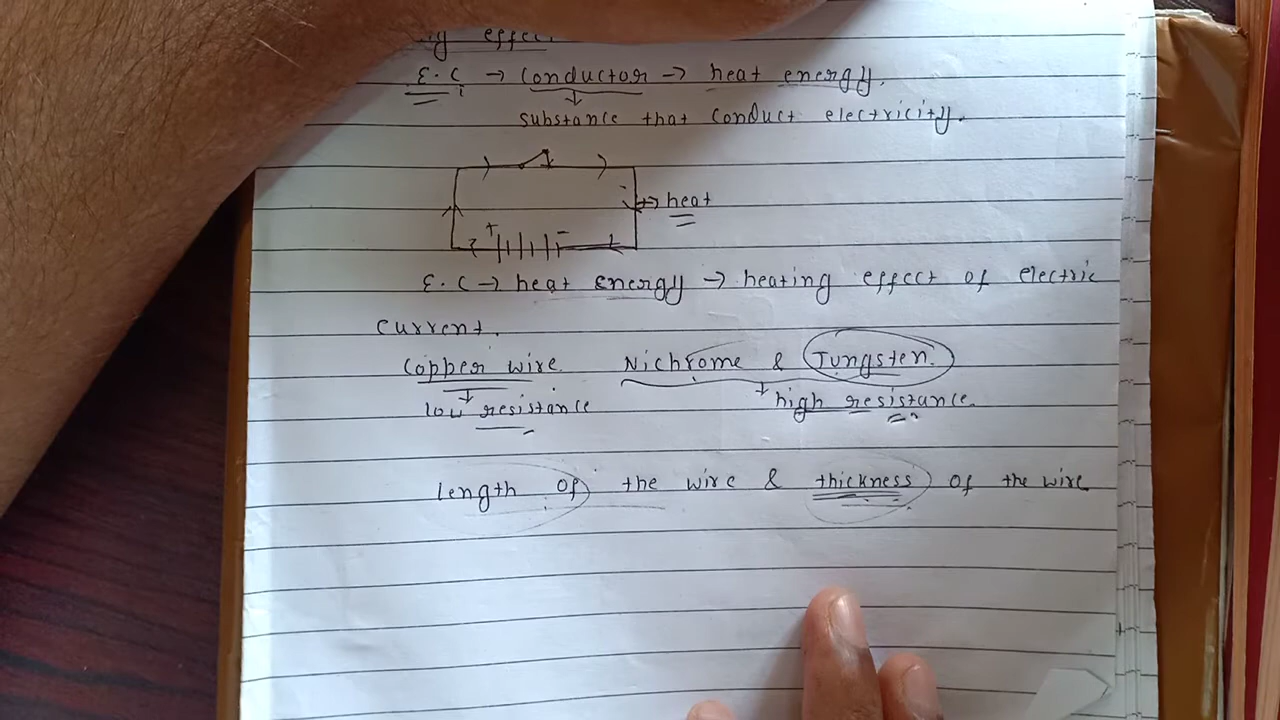 effec
E.C → Conductor → heat energy.
substance that conduct electricity.
→ heat
+ -
E.C → heat energy → heating effect of electric
current.
Copper wire Nichrome & Tungsten.
low resistance high resistance.
Length of the wire & thickness of the wire